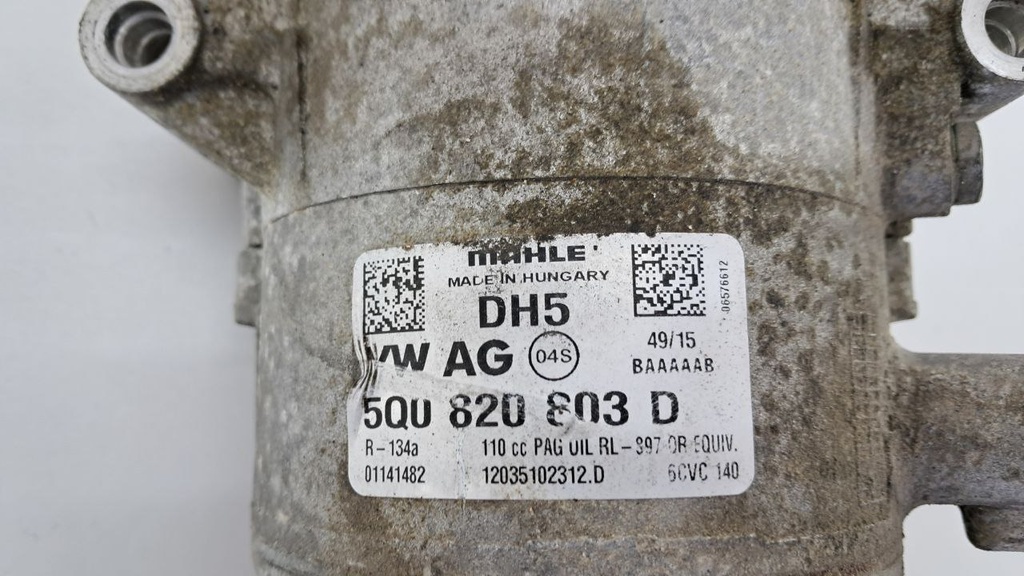 MAHLE
MADE IN HUNGARY
DH5
VW AG 04S
49/15
BAAAAAB
06576612
5Q0 820 803 D
R-134a 110 cc PAG OIL RL-897 OR EQUIV.
01141482 12035102312.D 6CVC 140